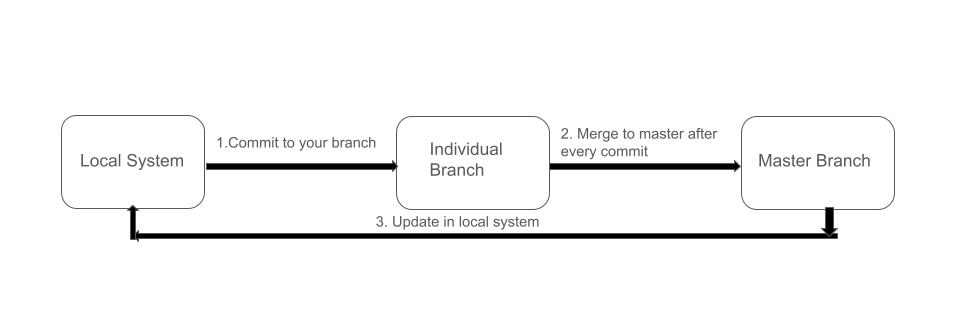 Local System
1.Commit to your branch
Individual
Branch
2. Merge to master after
every commit
Master Branch
3. Update in local system